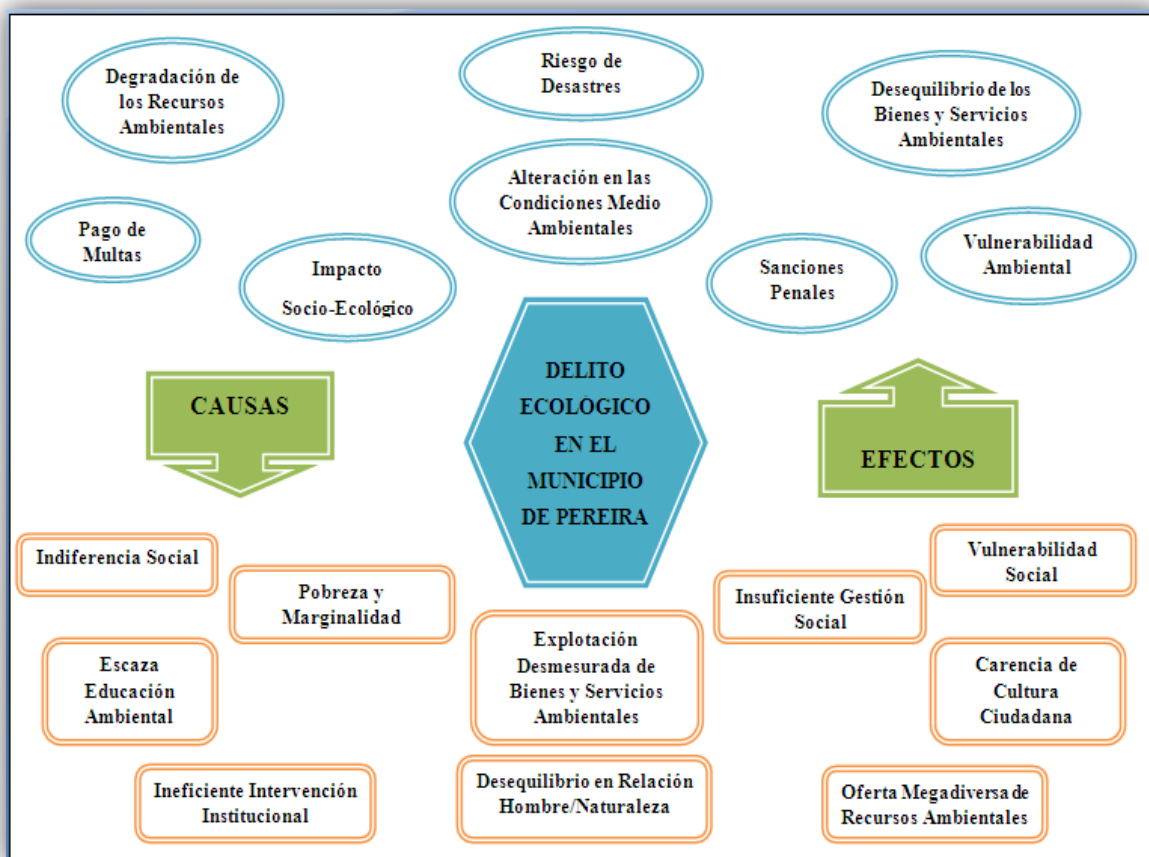 Degradación de
los Recursos
Ambientales
Riesgo de
Desastres
Desequilibrio de los
Bienes y Servicios
Ambientales
Pago de
Multas
Impacto
Socio-Ecológico
Alteración en las
Condiciones Medio
Ambientales
Sanciones
Penales
Vulnerabilidad
Ambiental
CAUSAS
DELITO
ECOLÓGICO
EN EL
MUNICIPIO
DE PEREIRA
EFECTOS
Indiferencia Social
Pobreza y
Marginalidad
Insuficiente Gestión
Social
Vulnerabilidad
Social
Escaza
Educación
Ambiental
Explotación
Desmesurada de
Bienes y Servicios
Ambientales
Carencia de
Cultura
Ciudadana
Ineficiente Intervención
Institucional
Desequilibrio en Relación
Hombre/Naturaleza
Oferta Megadiversa de
Recursos Ambientales